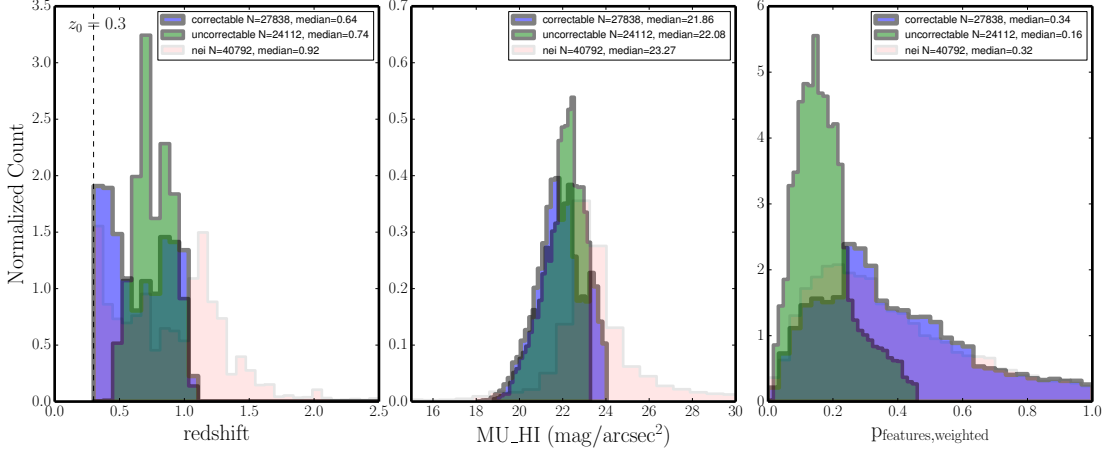 z₀ = 0.3
correctable N=27838, median=0.64
uncorrectable N=24112, median=0.74
nei N=40792, median=0.92
3.5
3.0
2.5
2.0
1.5
1.0
0.5
0.0
Normalized Count
0.0 0.5 1.0 1.5 2.0 2.5
redshift
correctable N=27838, median=21.86
uncorrectable N=24112, median=22.08
nei N=40792, median=23.27
0.7
0.6
0.5
0.4
0.3
0.2
0.1
0.0
16 18 20 22 24 26 28 30
MU_HI (mag/arcsec²)
correctable N=27838, median=0.34
uncorrectable N=24112, median=0.16
nei N=40792, median=0.32
6
5
4
3
2
1
0
0.0 0.2 0.4 0.6 0.8 1.0
p_features,weighted